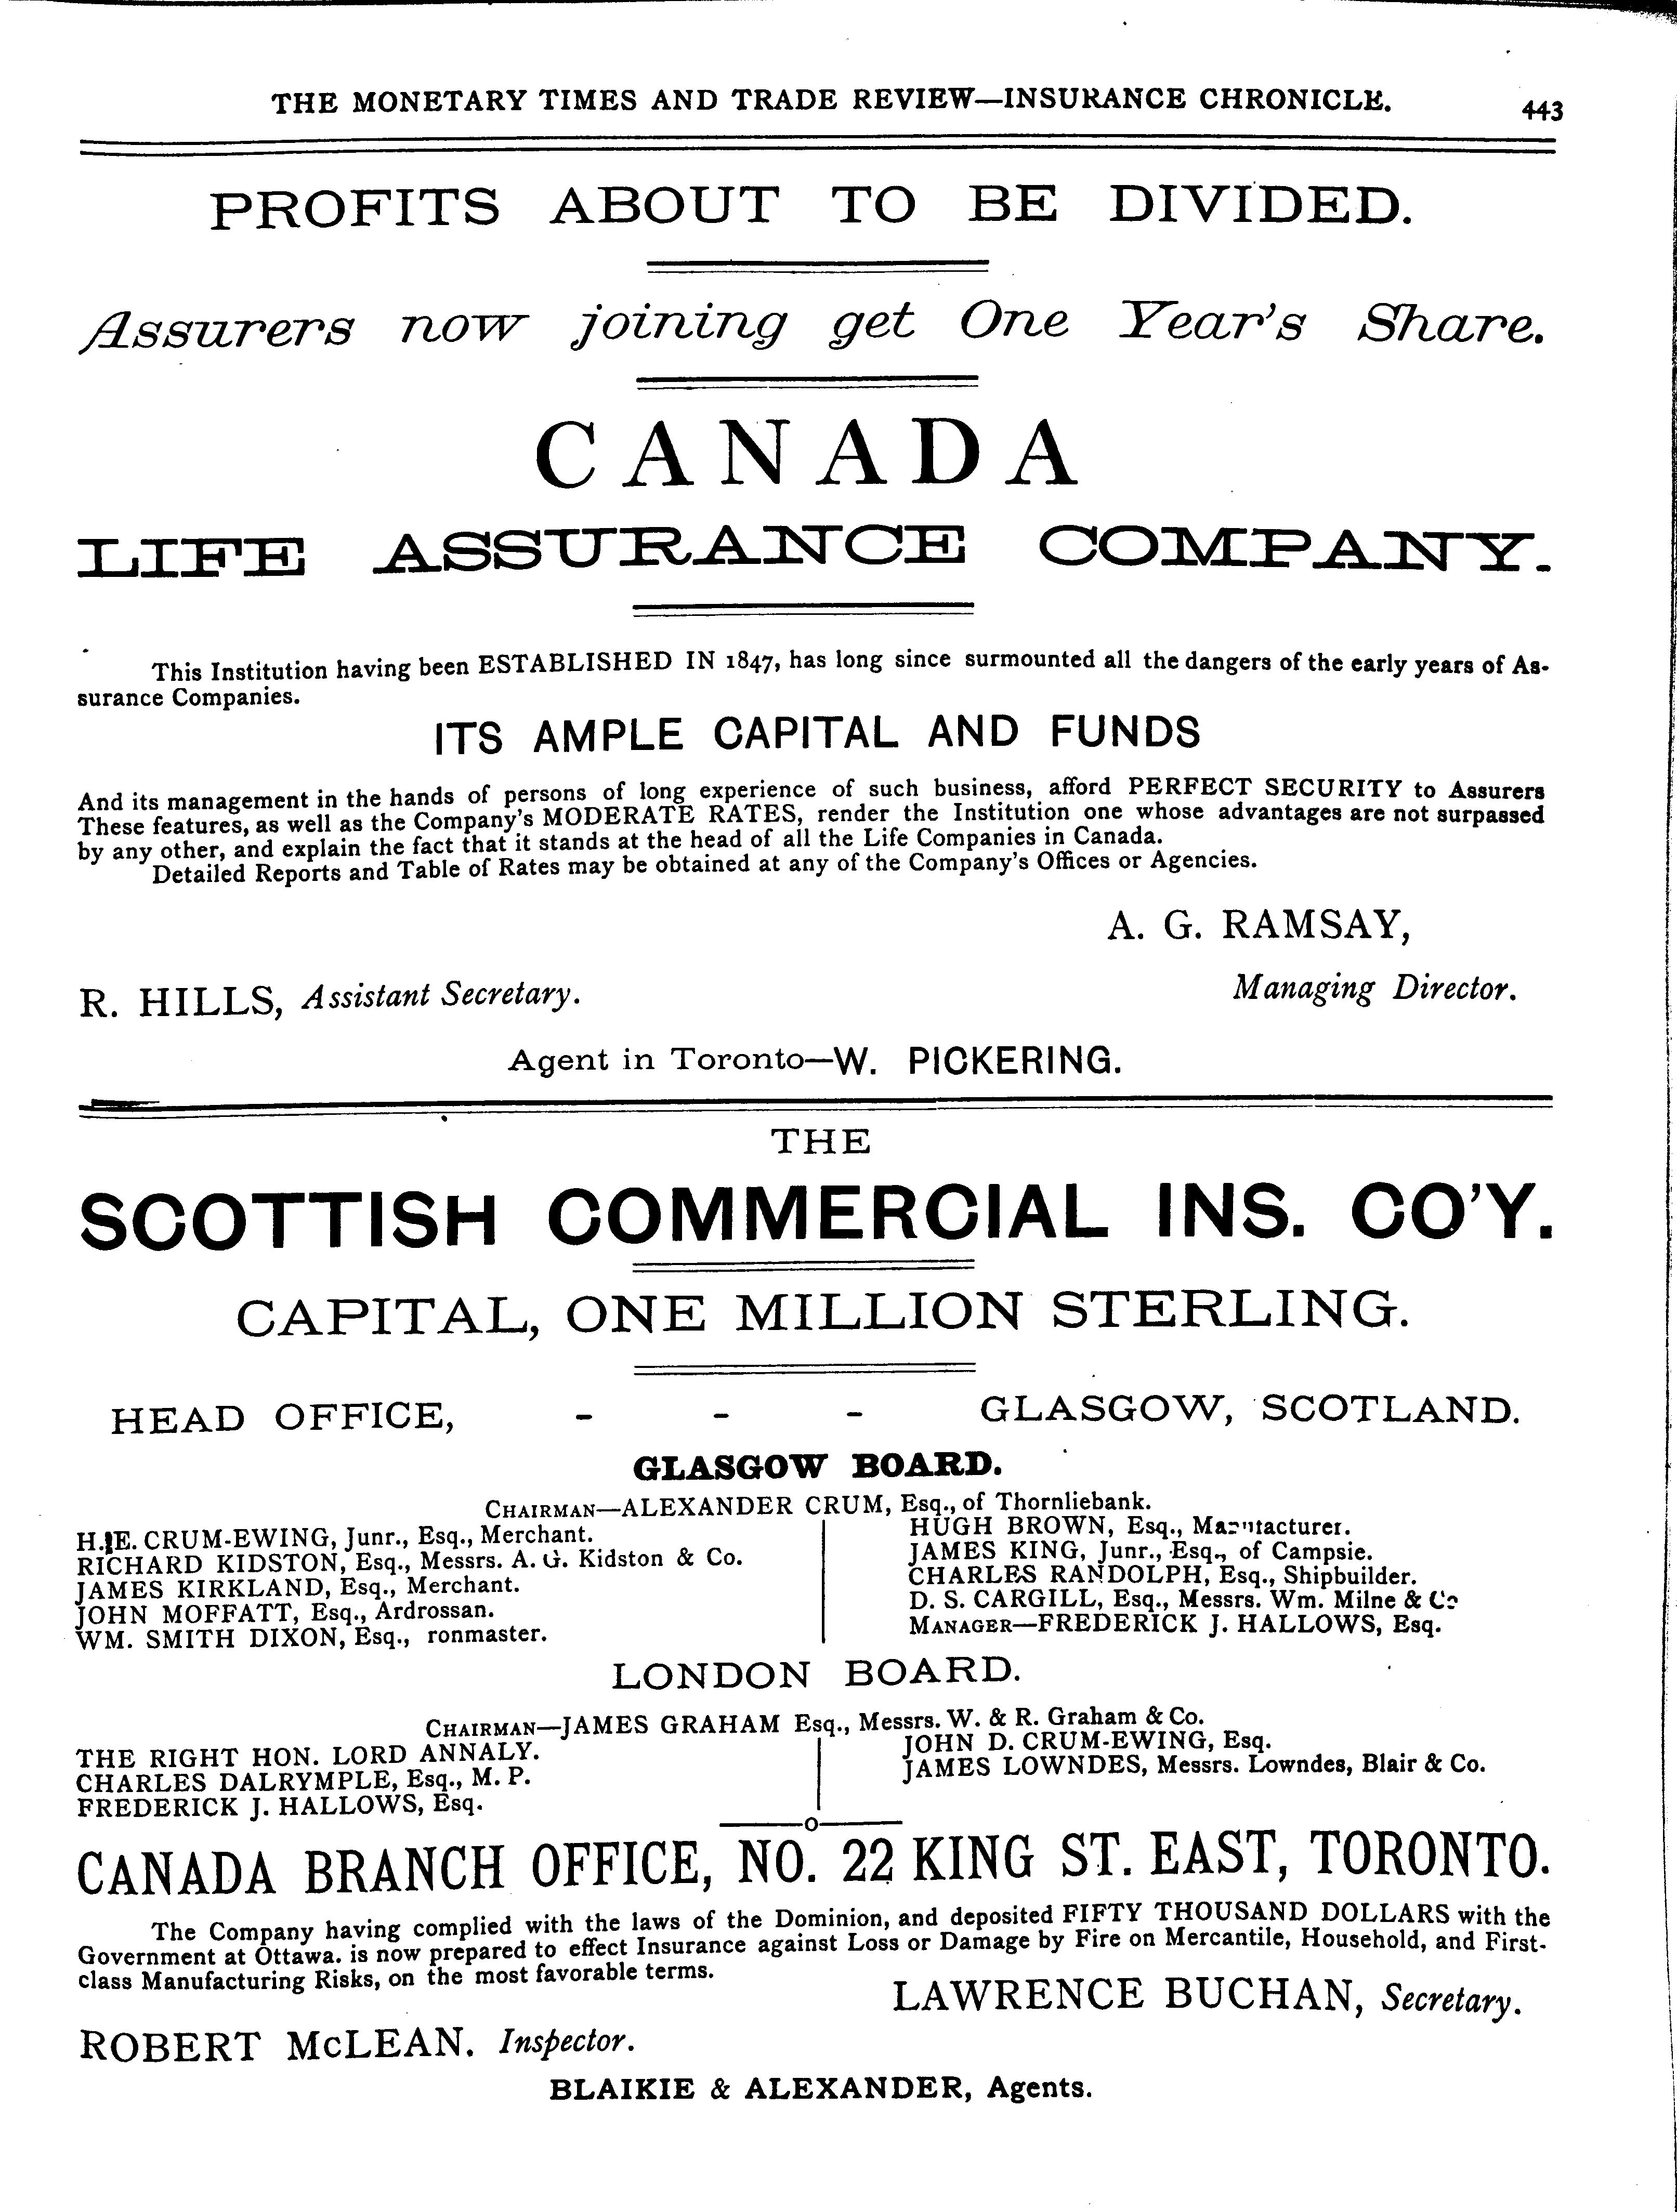 THE MONETARY TIMES AND TRADE REVIEW—INSURANCE CHRONICLE.
443
PROFITS ABOUT TO BE DIVIDED.
Assurers now joining get One Year's Share.
CANADA
LIFE ASSURANCE COMPANY.
This Institution having been ESTABLISHED IN 1847, has long since surmounted all the dangers of the early years of As-
surance Companies.
ITS AMPLE CAPITAL AND FUNDS
And its management in the hands of persons of long experience of such business, afford PERFECT SECURITY to Assurers
These features, as well as the Company's MODERATE RATES, render the Institution one whose advantages are not surpassed
by any other, and explain the fact that it stands at the head of all the Life Companies in Canada.
Detailed Reports and Table of Rates may be obtained at any of the Company's Offices or Agencies.
A. G. RAMSAY,
Managing Director.
R. HILLS, Assistant Secretary.
Agent in Toronto—W. PICKERING.
THE
SCOTTISH COMMERCIAL INS. CO'Y.
CAPITAL, ONE MILLION STERLING.
HEAD OFFICE, - - - GLASGOW, SCOTLAND.
GLASGOW BOARD.
CHAIRMAN—ALEXANDER CRUM, Esq., of Thornliebank.
H. E. CRUM-EWING, Junr., Esq., Merchant.
RICHARD KIDSTON, Esq., Messrs. A. G. Kidston & Co.
JAMES KIRKLAND, Esq., Merchant.
JOHN MOFFATT, Esq., Ardrossan.
WM. SMITH DIXON, Esq., ronmaster.
HUGH BROWN, Esq.,
JAMES KING, Junr., Esq., of Campsie.
CHARLES RANDOLPH, Esq., Shipbuilder.
D. S. CARGILL, Esq., Messrs. Wm. Milne & Co
MANAGER—FREDERICK J. HALLOWS, Esq.
LONDON BOARD.
CHAIRMAN—JAMES GRAHAM Esq., Messrs. W. & R. Graham & Co.
THE RIGHT HON. LORD ANNALY.
CHARLES DALRYMPLE, Esq., M. P.
FREDERICK J. HALLOWS, Esq.
JOHN D. CRUM-EWING, Esq.
JAMES LOWNDES, Messrs. Lowndes, Blair & Co.
o
CANADA BRANCH OFFICE, NO. 22 KING ST. EAST, TORONTO.
The Company having complied with the laws of the Dominion, and deposited FIFTY THOUSAND DOLLARS with the
Government at Ottawa. is now prepared to effect Insurance against Loss or Damage by Fire on Mercantile, Household, and First-
class Manufacturing Risks, on the most favorable terms.
LAWRENCE BUCHAN, Secretary.
ROBERT McLEAN. Inspector.
BLAIKIE & ALEXANDER, Agents.